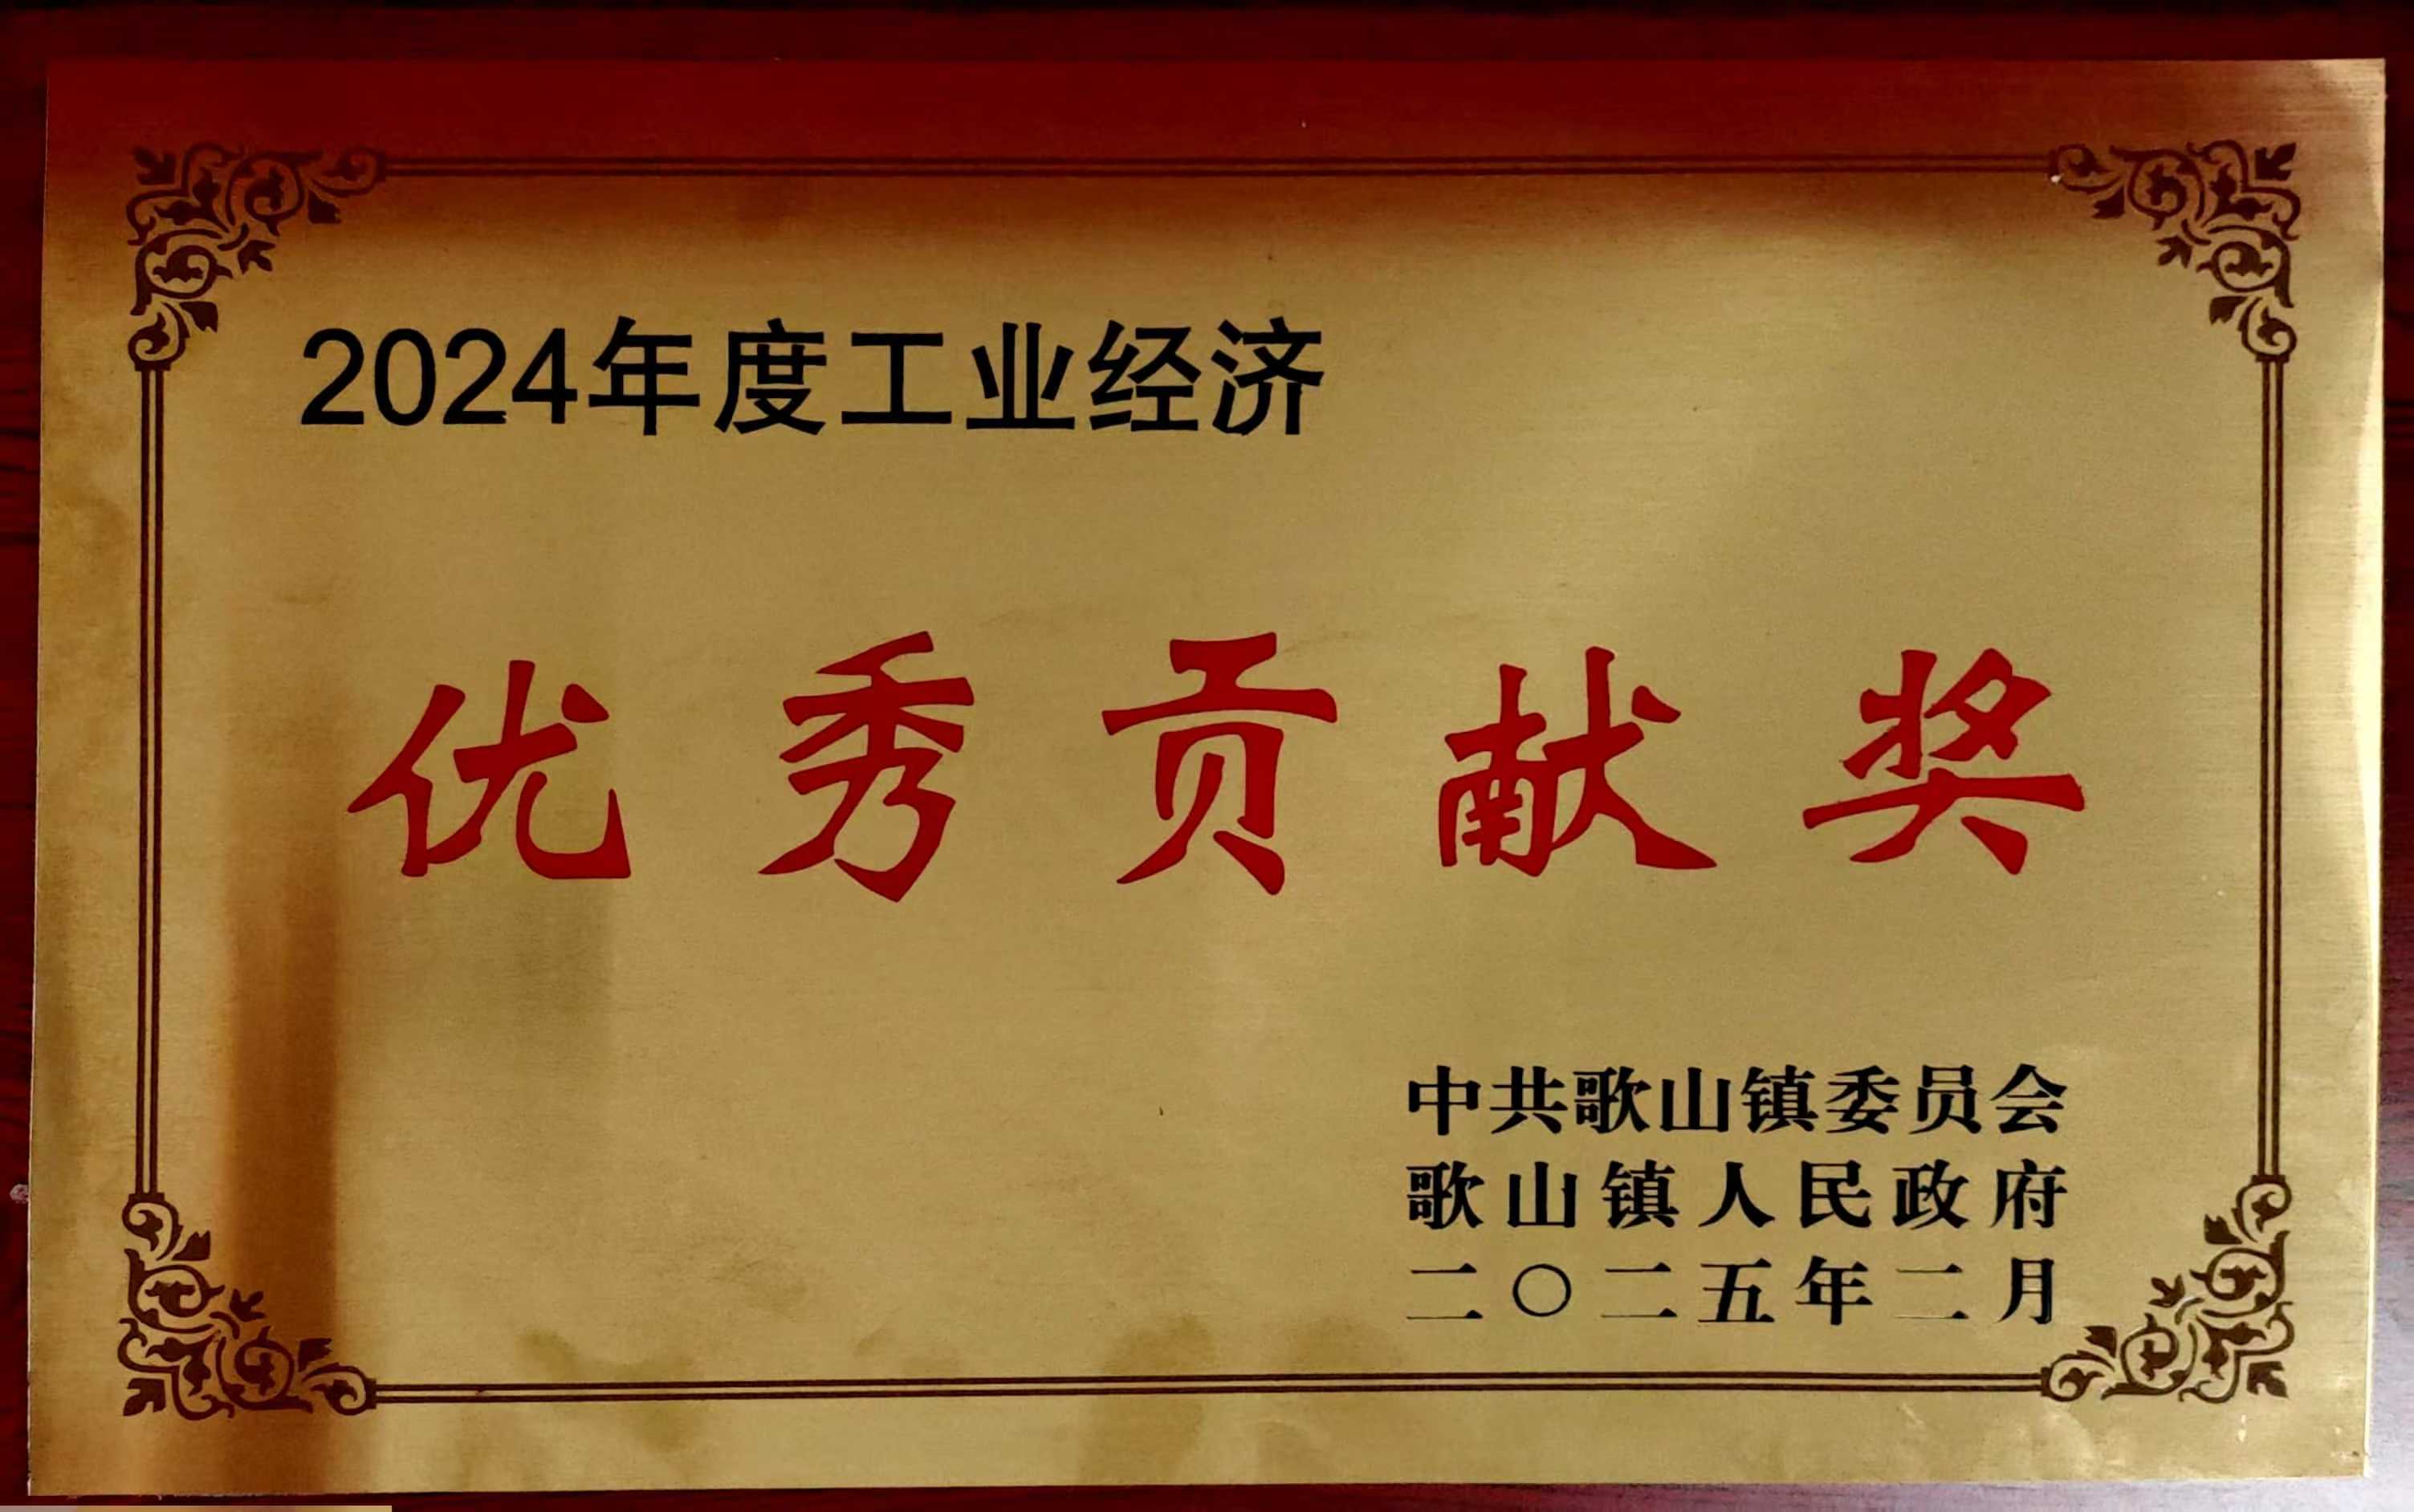 2024年度工业经济
优秀贡献奖
中共歌山镇委员会
歌山镇人民政府
二〇二五年二月